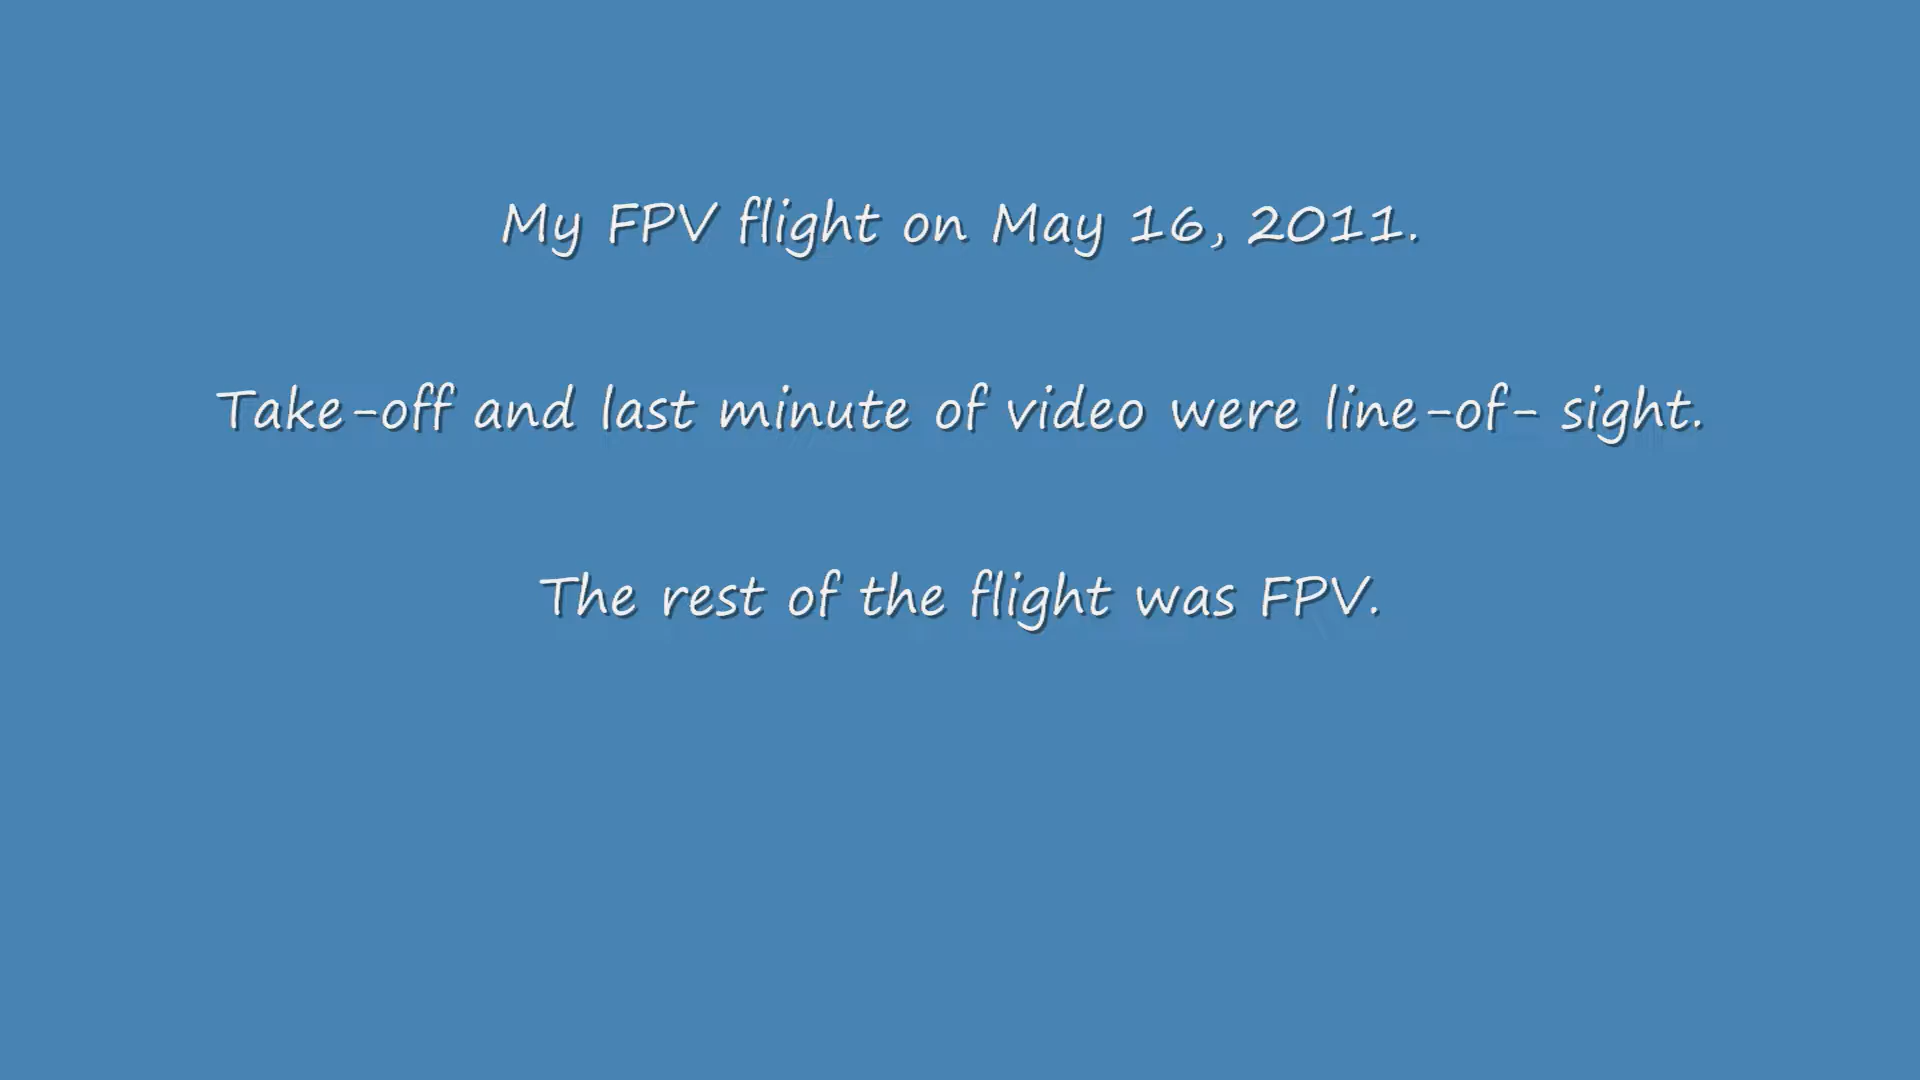 My FPV flight on May 16, 2011.
Take-off and last minute of video were line-of- sight.
The rest of the flight was FPV.